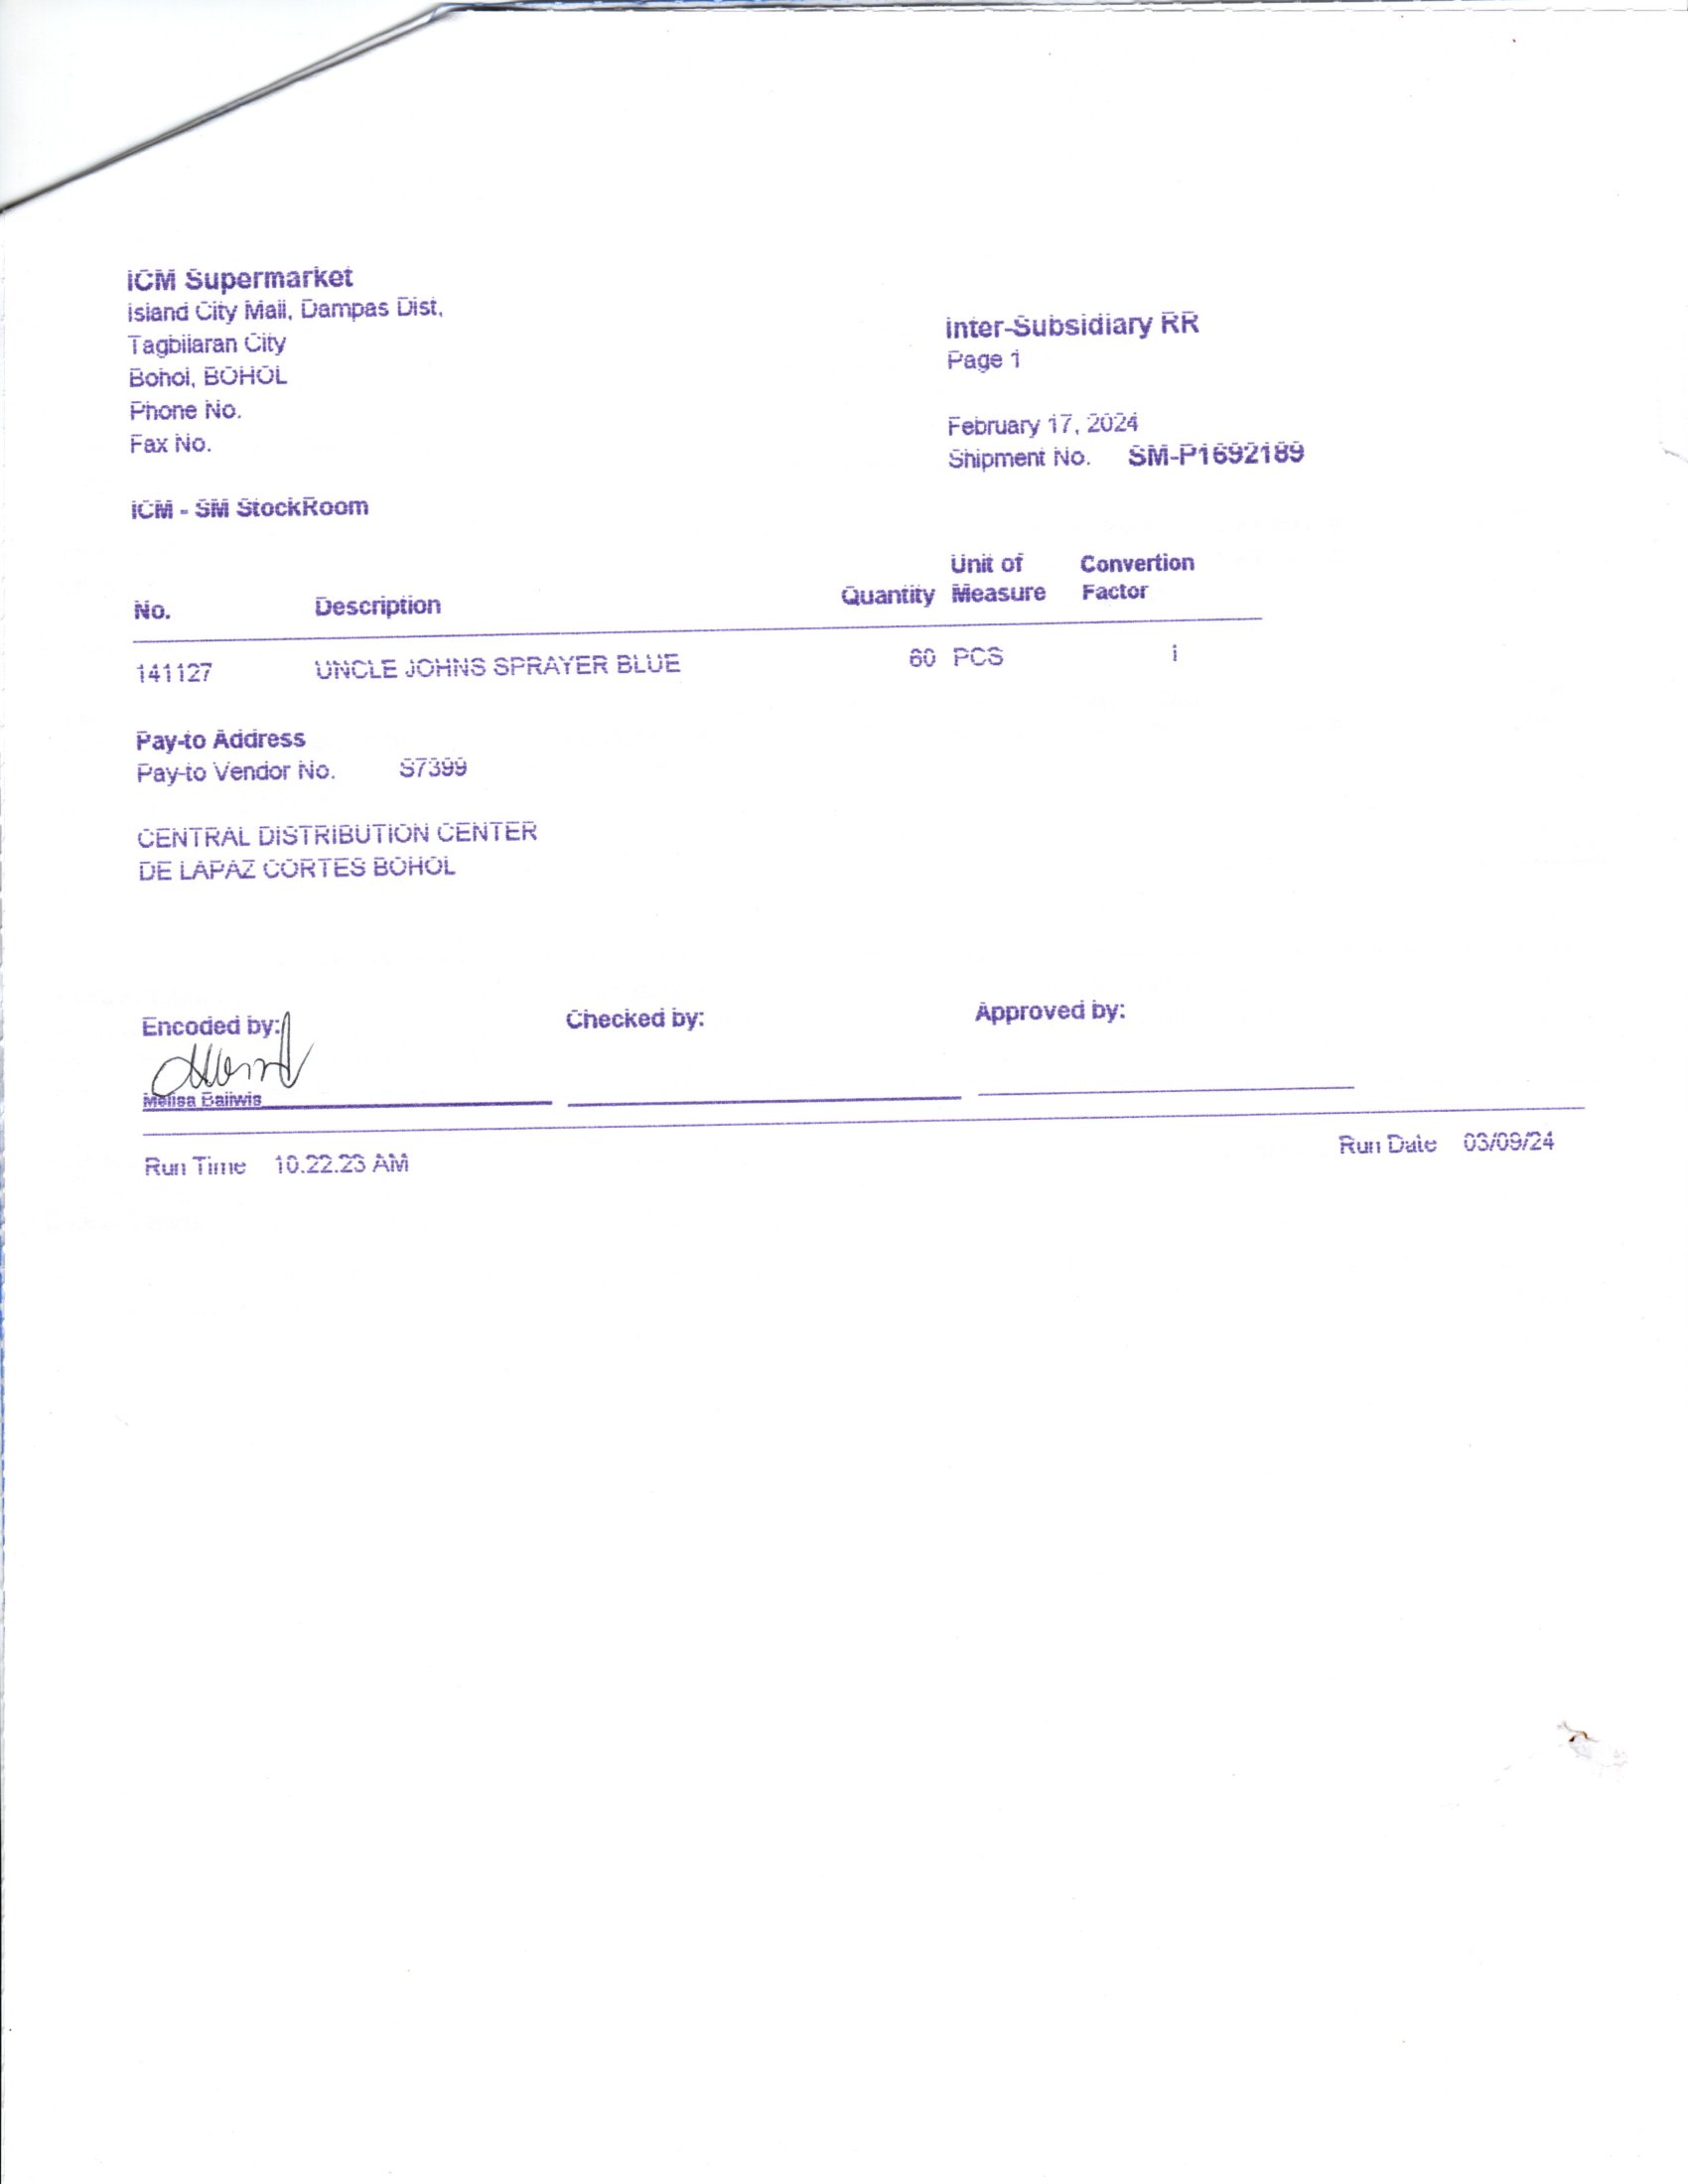 ICM Supermarket
Island City Mall, Dampas Dist,
Tagbilaran City
Bohol, BOHOL
Phone No.
Fax No.
Inter-Subsidiary RR
Page 1
February 17, 2024
Shipment No. SM-P1692189
ICM - SM StockRoom
No. Description Quantity Unit of Measure Convertion Factor
141127 UNCLE JOHNS SPRAYER BLUE 60 PCS 1
Pay-to Address
Pay-to Vendor No. S7399
CENTRAL DISTRIBUTION CENTER
DE LAPAZ CORTES BOHOL
Encoded by: Checked by: Approved by:
Melisa Baliwis
Run Time 10.22.23 AM Run Date 03/09/24